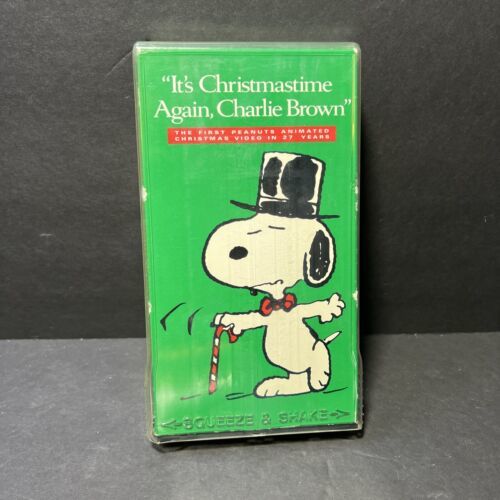 "It's Christmastime
Again, Charlie Brown"
THE FIRST PEANUTS ANIMATED
CHRISTMAS VIDEO IN 27 YEARS
SQUEEZE & SHAKE